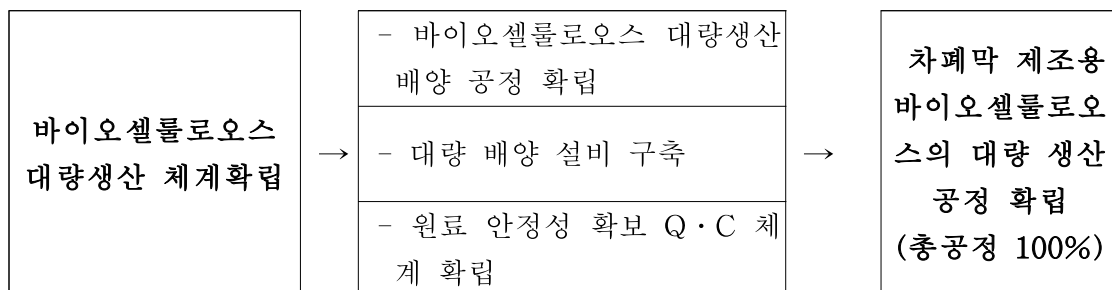 바이오셀룰로오스
대량생산 체계확립
→
- 바이오셀룰로오스 대량생산
배양 공정 확립
- 대량 배양 설비 구축
- 원료 안정성 확보 Q·C 체
계 확립
→
차폐막 제조용
바이오셀룰로오
스의 대량 생산
공정 확립
(총공정 100%)